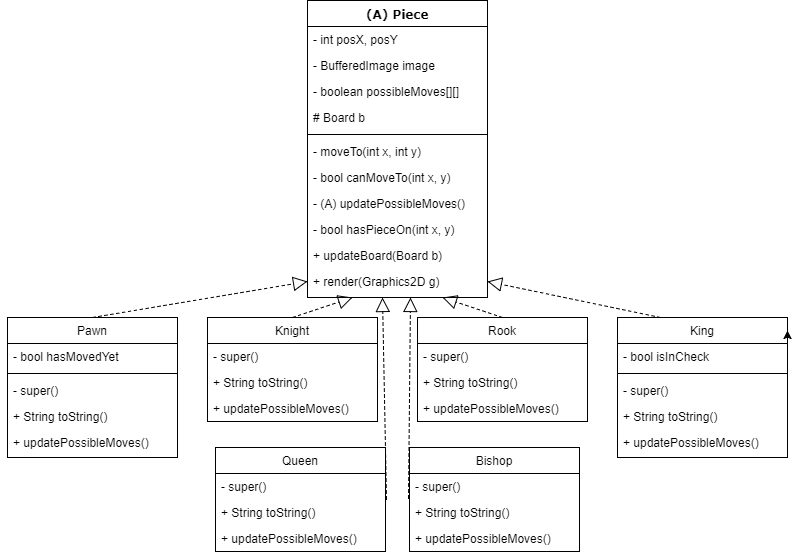 (A) Piece
- int posX, posY
- BufferedImage image
- boolean possibleMoves[][]
# Board b
- moveTo(int x, int y)
- bool canMoveTo(int x, y)
- (A) updatePossibleMoves()
- bool hasPieceOn(int x, y)
+ updateBoard(Board b)
+ render(Graphics2D g)
Pawn
- bool hasMovedYet
- super()
+ String toString()
+ updatePossibleMoves()
Knight
- super()
+ String toString()
+ updatePossibleMoves()
Rook
- super()
+ String toString()
+ updatePossibleMoves()
King
- bool isInCheck
- super()
+ String toString()
+ updatePossibleMoves()
Queen
- super()
+ String toString()
+ updatePossibleMoves()
Bishop
- super()
+ String toString()
+ updatePossibleMoves()